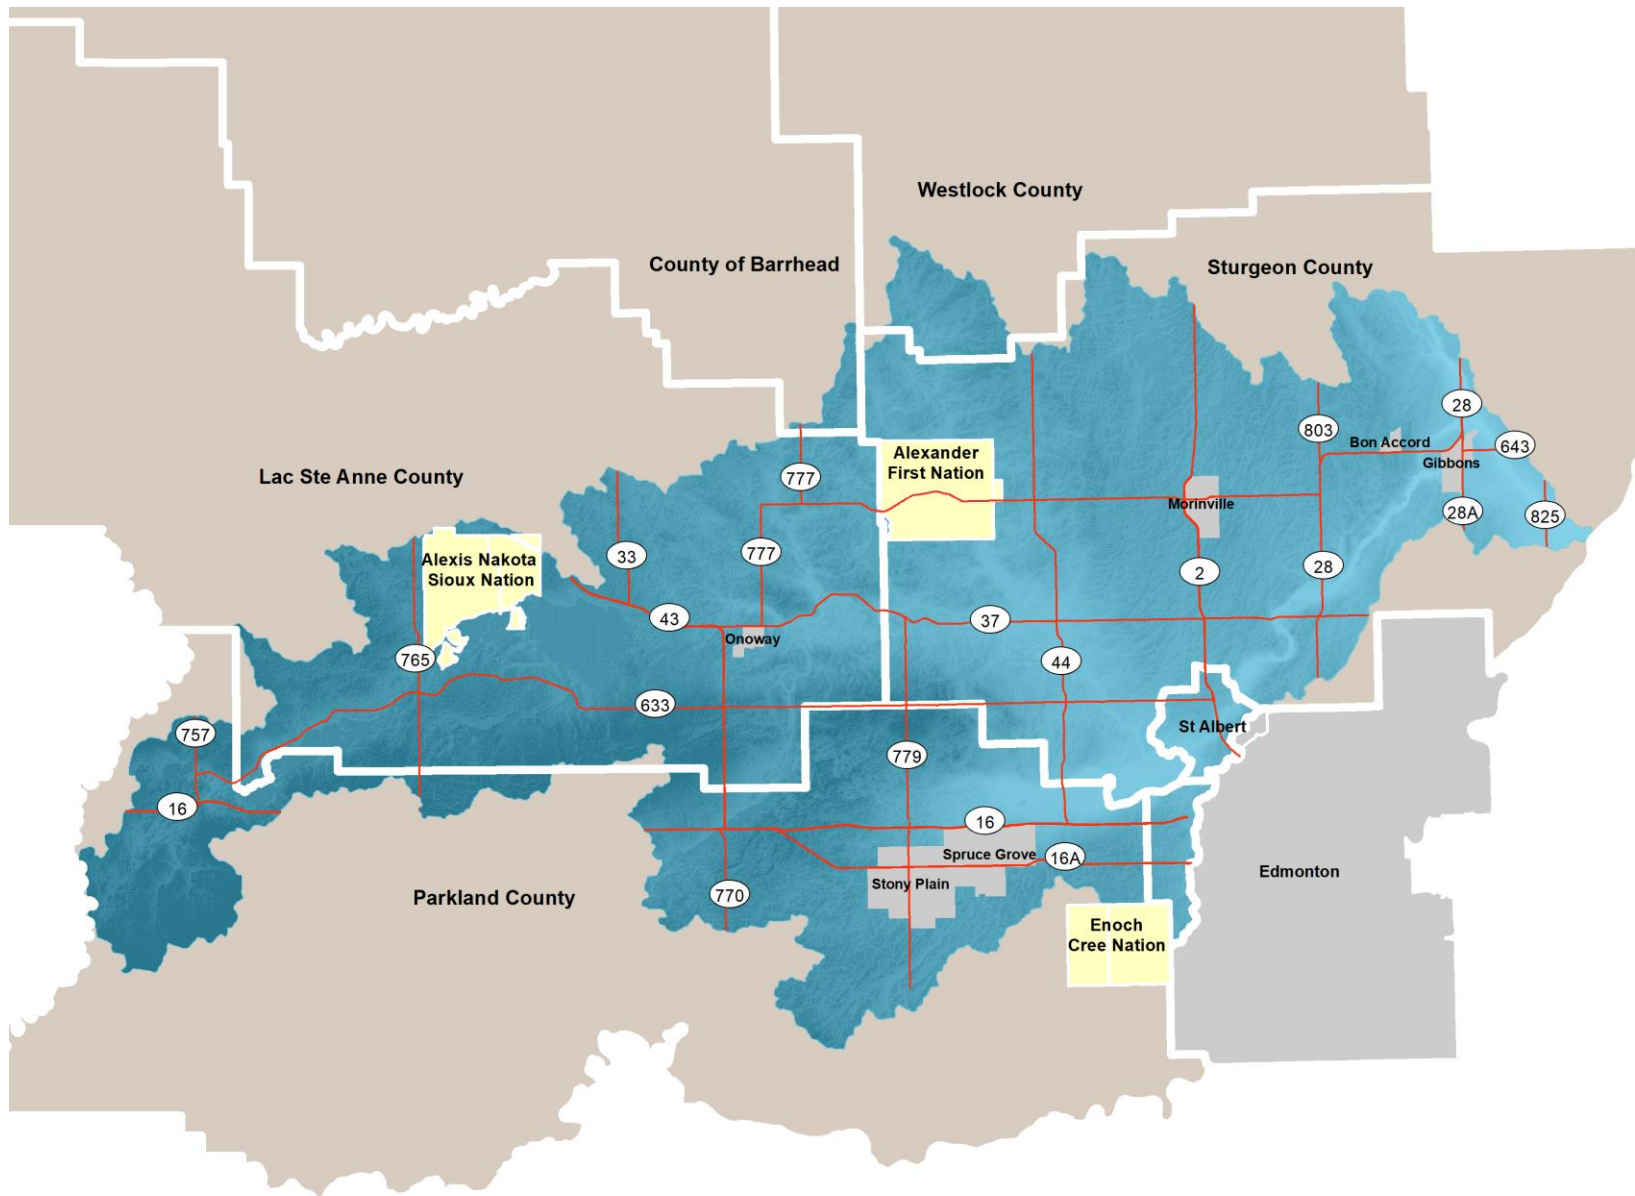 Westlock County
County of Barrhead
Sturgeon County
28
803
Bon Accord
643
Alexander
First Nation
Gibbons
Lac Ste Anne County
777
Morinville
28A
825
33
777
Alexis Nakota
Sioux Nation
2
28
43
37
Onoway
765
44
633
757
St Albert
779
16
16
Spruce Grove
16A
Edmonton
Stony Plain
Parkland County
770
Enoch
Cree Nation